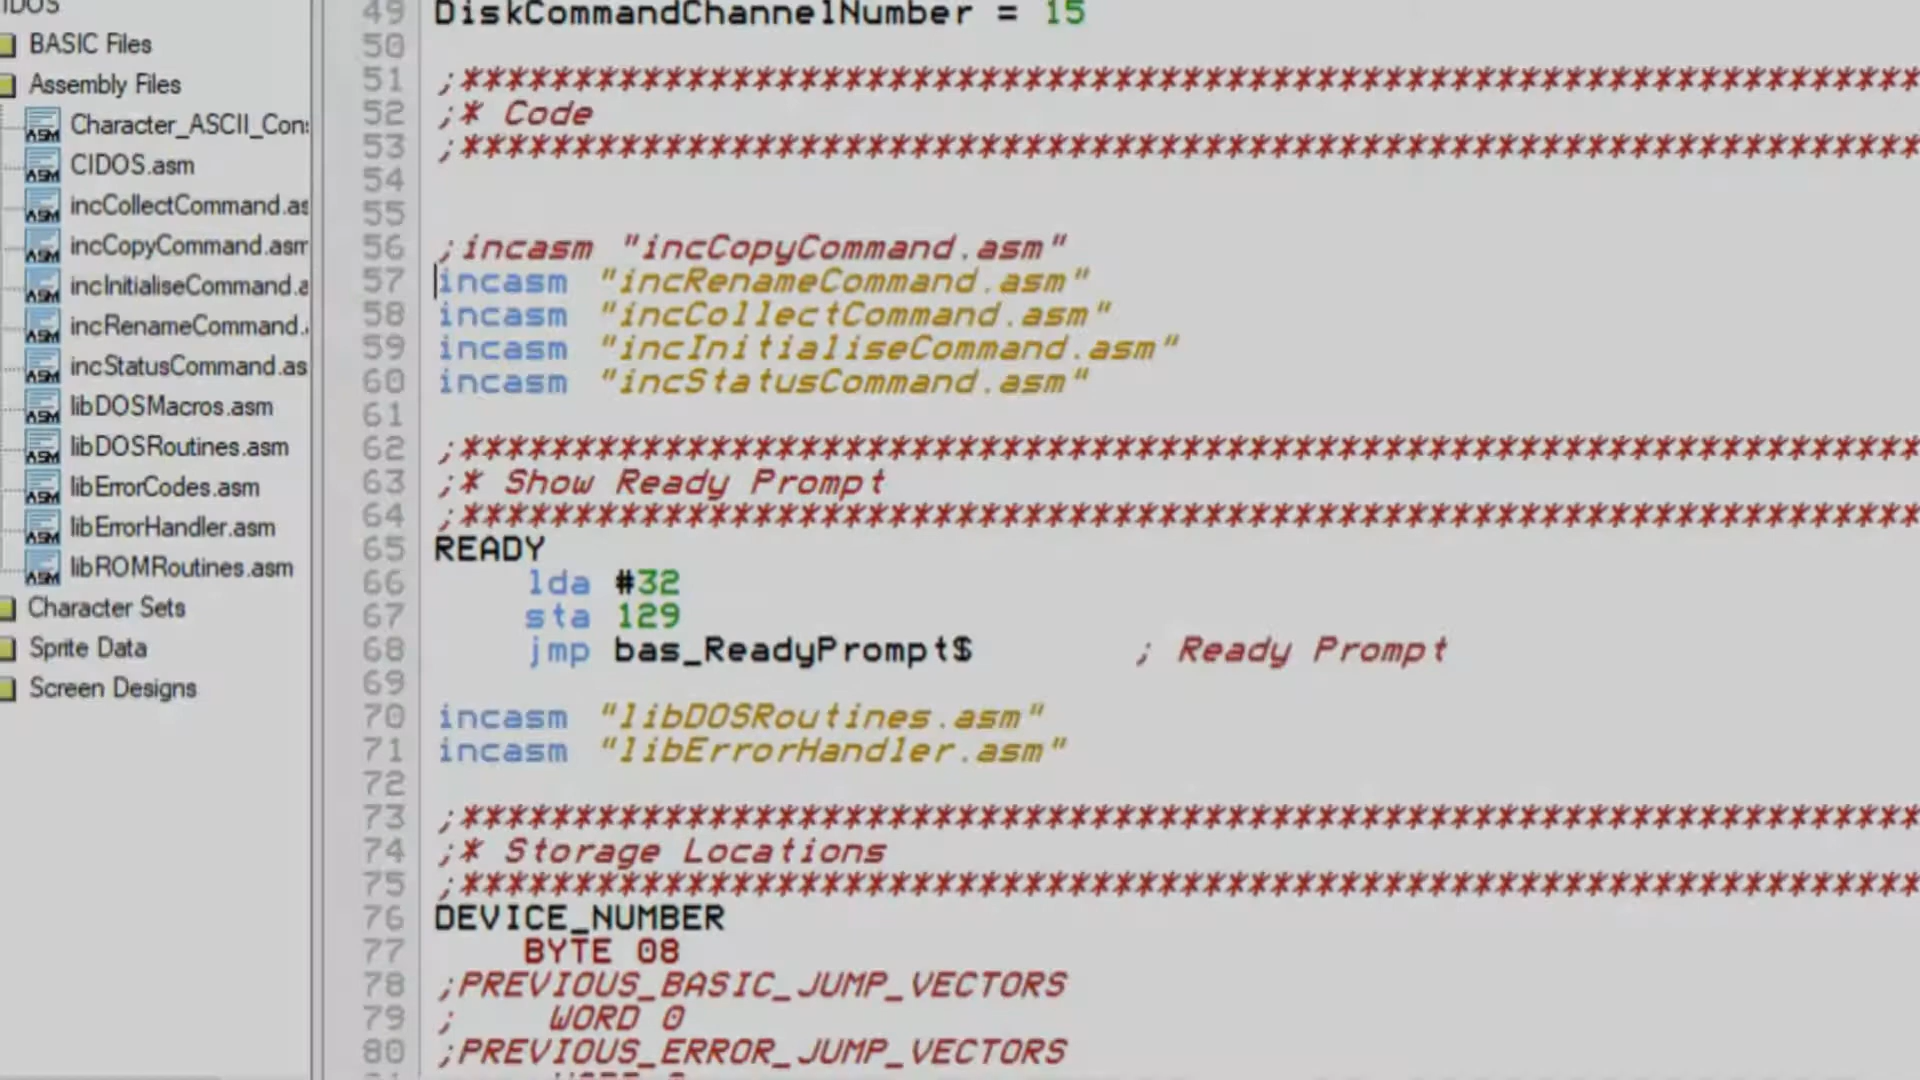 BASIC Files
Assembly Files
Character_ASCII_Con
CIDOS.asm
incCollectCommand.as
incCopyCommand.asm
incInitialiseCommand.a
incRenameCommand.
incStatusCommand.as
libDOSMacros.asm
libDOSRoutines.asm
libErrorCodes.asm
libErrorHandler.asm
libROMRoutines.asm
Character Sets
Sprite Data
Screen Designs
49 DiskCommandChannelNumber = 15
50
51 ;*****************************************************************
52 ;* Code
53 ;*****************************************************************
54
55
56 ;incasm "incCopyCommand.asm"
57 incasm "incRenameCommand.asm"
58 incasm "incCollectCommand.asm"
59 incasm "incInitialiseCommand.asm"
60 incasm "incStatusCommand.asm"
61
62 ;*****************************************************************
63 ;* Show Ready Prompt
64 ;*****************************************************************
65 READY
66 lda #32
67 sta 129
68 jmp bas_ReadyPrompt$ ; Ready Prompt
69
70 incasm "libDOSRoutines.asm"
71 incasm "libErrorHandler.asm"
72
73 ;*****************************************************************
74 ;* Storage Locations
75 ;*****************************************************************
76 DEVICE_NUMBER
77 BYTE 08
78 ;PREVIOUS_BASIC_JUMP_VECTORS
79 ; WORD 0
80 ;PREVIOUS_ERROR_JUMP_VECTORS